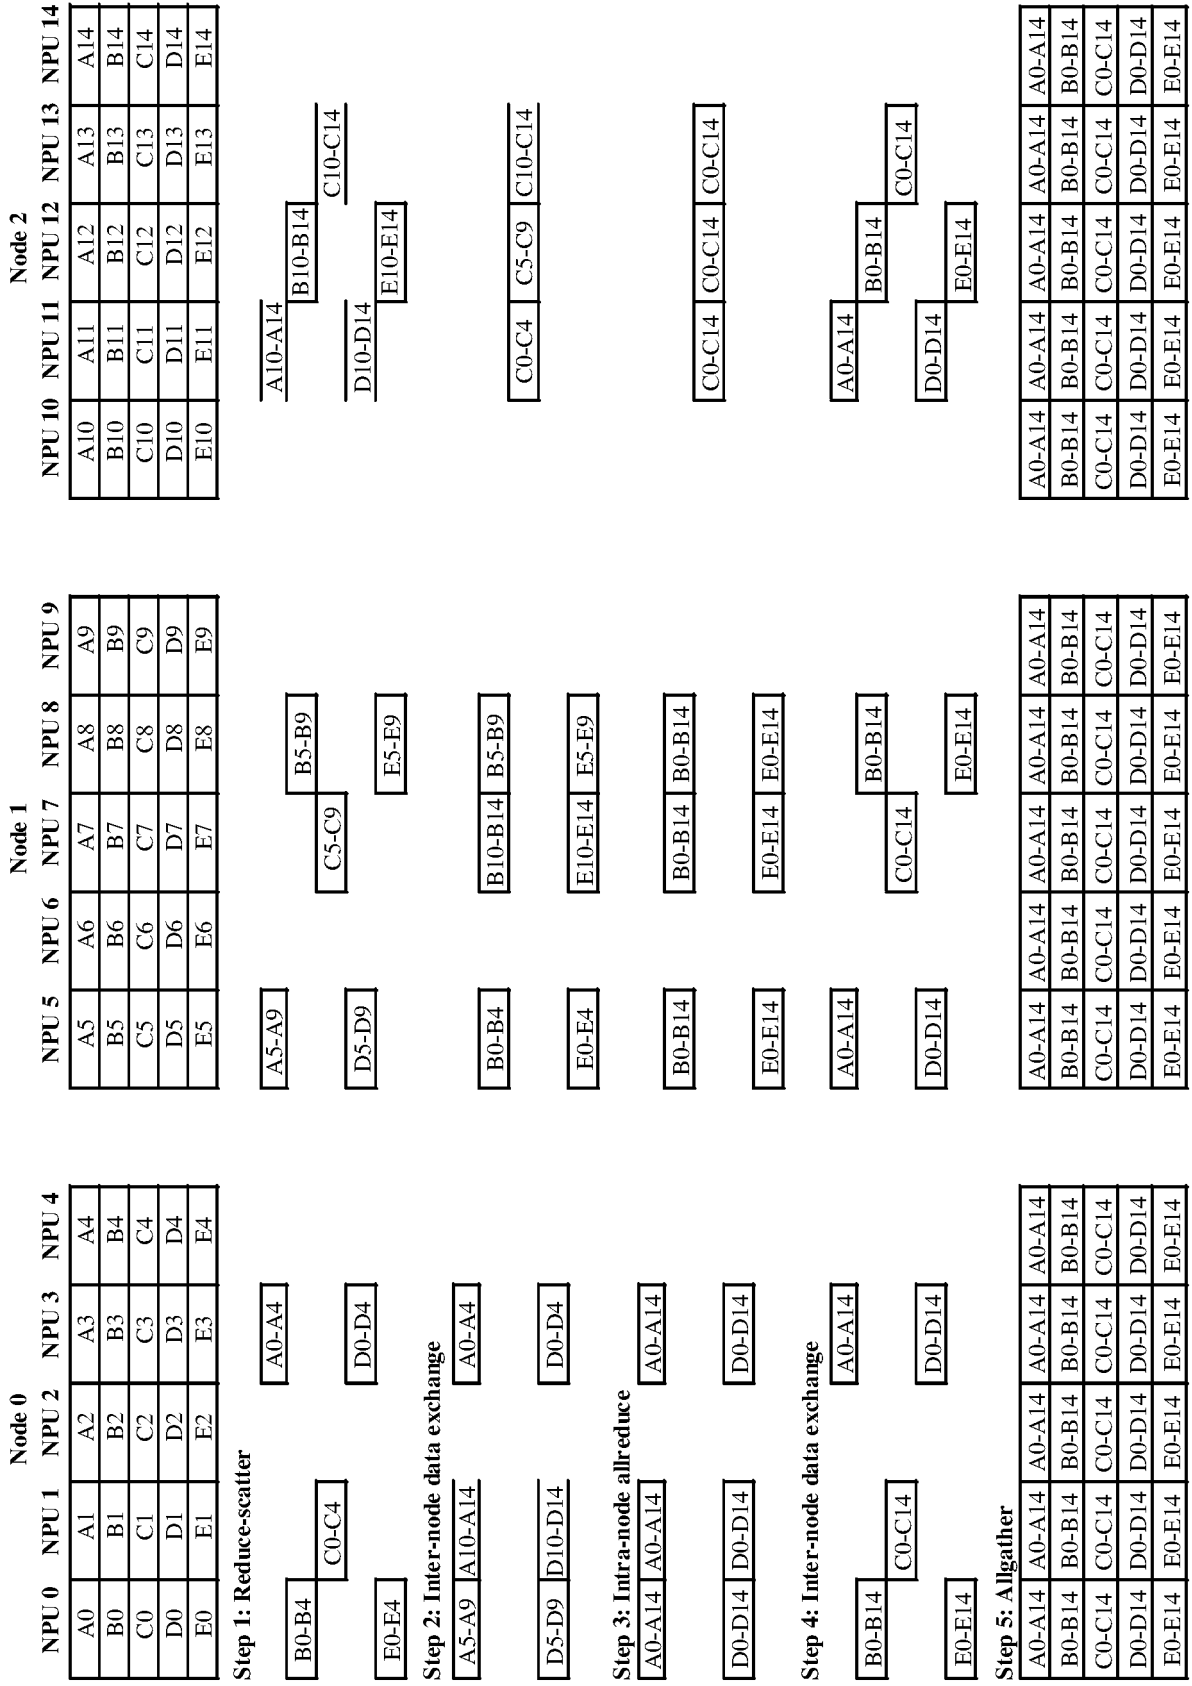 Node 0 Node 1 Node 2
NPU 0 NPU 1 NPU 2 NPU 3 NPU 4 NPU 5 NPU 6 NPU 7 NPU 8 NPU 9 NPU 10 NPU 11 NPU 12 NPU 13 NPU 14
A0 A1 A2 A3 A4 A5 A6 A7 A8 A9 A10 A11 A12 A13 A14
B0 B1 B2 B3 B4 B5 B6 B7 B8 B9 B10 B11 B12 B13 B14
C0 C1 C2 C3 C4 C5 C6 C7 C8 C9 C10 C11 C12 C13 C14
D0 D1 D2 D3 D4 D5 D6 D7 D8 D9 D10 D11 D12 D13 D14
E0 E1 E2 E3 E4 E5 E6 E7 E8 E9 E10 E11 E12 E13 E14
Step 1: Reduce-scatter
A0-A4 A5-A9 A10-A14
B0-B4 B5-B9 B10-B14
C0-C4 C5-C9 C10-C14
D0-D4 D5-D9 D10-D14
E0-E4 E5-E9 E10-E14
Step 2: Inter-node data exchange
A5-A9 A10-A14 A0-A4
B0-B4 B10-B14 B5-B9
C0-C4 C5-C9 C10-C14
D5-D9 D10-D14 D0-D4
E0-E4 E10-E14 E5-E9
Step 3: Intra-node allreduce
A0-A14 A0-A14 A0-A14
B0-B14 B0-B14 B0-B14
C0-C14 C0-C14 C0-C14
D0-D14 D0-D14 D0-D14
E0-E14 E0-E14 E0-E14
Step 4: Inter-node data exchange
A0-A14 A0-A14 A0-A14
B0-B14 B0-B14 B0-B14
C0-C14 C0-C14 C0-C14
D0-D14 D0-D14 D0-D14
E0-E14 E0-E14 E0-E14
Step 5: Allgather
A0-A14 A0-A14 A0-A14 A0-A14 A0-A14 A0-A14 A0-A14 A0-A14 A0-A14 A0-A14 A0-A14 A0-A14 A0-A14 A0-A14 A0-A14
B0-B14 B0-B14 B0-B14 B0-B14 B0-B14 B0-B14 B0-B14 B0-B14 B0-B14 B0-B14 B0-B14 B0-B14 B0-B14 B0-B14 B0-B14
C0-C14 C0-C14 C0-C14 C0-C14 C0-C14 C0-C14 C0-C14 C0-C14 C0-C14 C0-C14 C0-C14 C0-C14 C0-C14 C0-C14 C0-C14
D0-D14 D0-D14 D0-D14 D0-D14 D0-D14 D0-D14 D0-D14 D0-D14 D0-D14 D0-D14 D0-D14 D0-D14 D0-D14 D0-D14 D0-D14
E0-E14 E0-E14 E0-E14 E0-E14 E0-E14 E0-E14 E0-E14 E0-E14 E0-E14 E0-E14 E0-E14 E0-E14 E0-E14 E0-E14 E0-E14